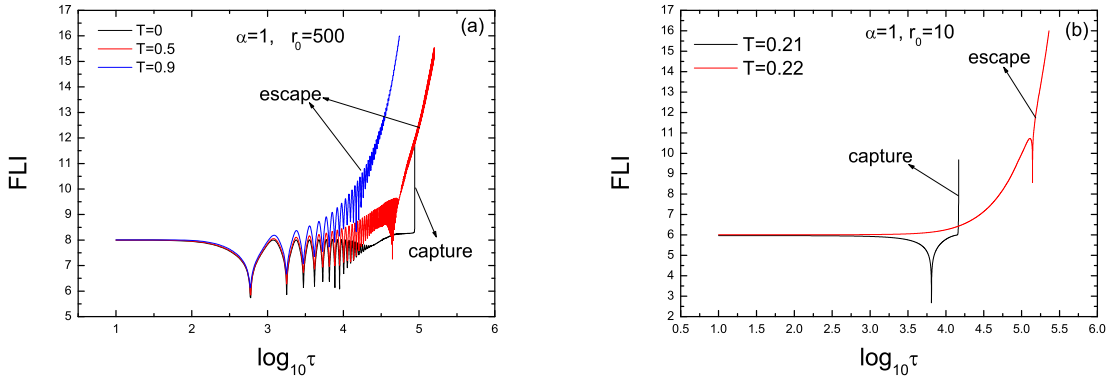 (a)
T=0
T=0.5
T=0.9
α=1, r₀=500
escape
capture
FLI
17
16
15
14
13
12
11
10
9
8
7
6
5
1 2 3 4 5 6
log₁₀τ
(b)
α=1, r₀=10
T=0.21
T=0.22
escape
capture
FLI
17
16
15
14
13
12
11
10
9
8
7
6
5
4
3
2
0.5 1.0 1.5 2.0 2.5 3.0 3.5 4.0 4.5 5.0 5.5 6.0
log₁₀τ